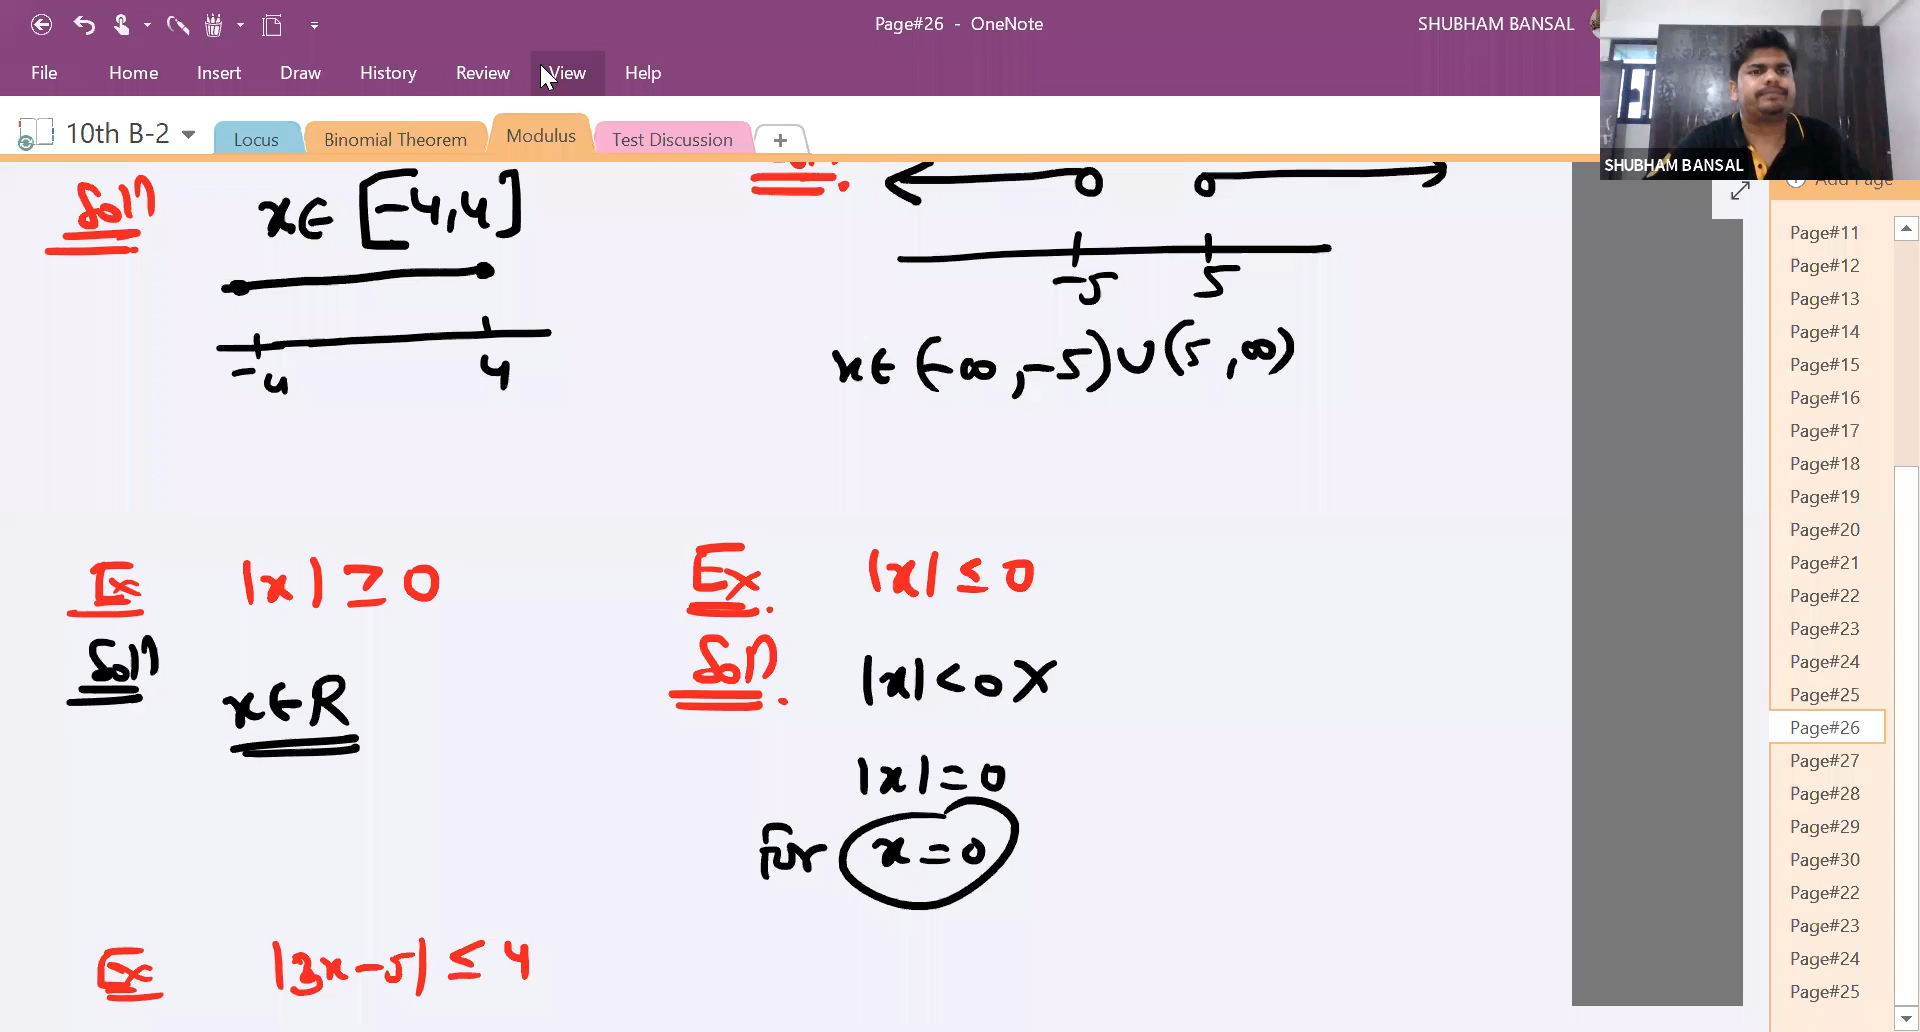 Page#26 - OneNote
SHUBHAM BANSAL
File Home Insert Draw History Review View Help
SHUBHAM BANSAL
10th B-2 Locus Binomial Theorem Modulus Test Discussion +
Add Page
Soln x∈ [-4,4]
-4 4
-5 5
x∈ (-∞,-5)∪(5,∞)
Ex |x| ≥ 0
Soln
x∈R
Ex. |x| ≤ 0
Soln. |x|<0 X
|x|=0
For x=0
Ex |3x-5| ≤ 4
Page#11
Page#12
Page#13
Page#14
Page#15
Page#16
Page#17
Page#18
Page#19
Page#20
Page#21
Page#22
Page#23
Page#24
Page#25
Page#26
Page#27
Page#28
Page#29
Page#30
Page#22
Page#23
Page#24
Page#25